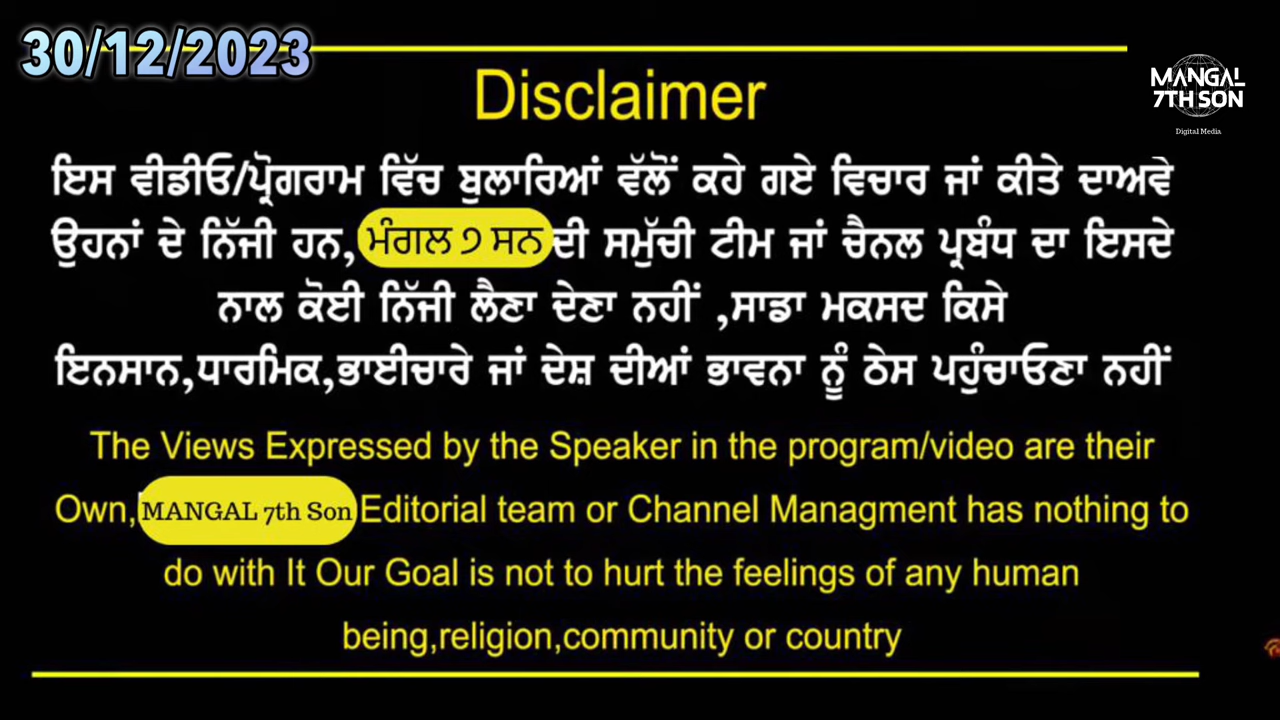 30/12/2023
MANGAL
7TH SON
Digital Media
Disclaimer
ਇਸ ਵੀਡੀਓ/ਪ੍ਰੋਗਰਾਮ ਵਿੱਚ ਬੁਲਾਰਿਆਂ ਵੱਲੋਂ ਕਹੇ ਗਏ ਵਿਚਾਰ ਜਾਂ ਕੀਤੇ ਦਾਅਵੇ
ਉਹਨਾਂ ਦੇ ਨਿੱਜੀ ਹਨ,ਮੰਗਲ ੭ ਸਨ ਦੀ ਸਮੁੱਚੀ ਟੀਮ ਜਾਂ ਚੈਨਲ ਪ੍ਰਬੰਧ ਦਾ ਇਸਦੇ
ਨਾਲ ਕੋਈ ਨਿੱਜੀ ਲੈਣਾ ਦੇਣਾ ਨਹੀਂ ,ਸਾਡਾ ਮਕਸਦ ਕਿਸੇ
ਇਨਸਾਨ,ਧਾਰਮਿਕ,ਭਾਈਚਾਰੇ ਜਾਂ ਦੇਸ਼ ਦੀਆਂ ਭਾਵਨਾ ਨੂੰ ਠੇਸ ਪਹੁੰਚਾਓਣਾ ਨਹੀਂ
The Views Expressed by the Speaker in the program/video are their
Own,MANGAL 7th Son Editorial team or Channel Managment has nothing to
do with It Our Goal is not to hurt the feelings of any human
being,religion,community or country